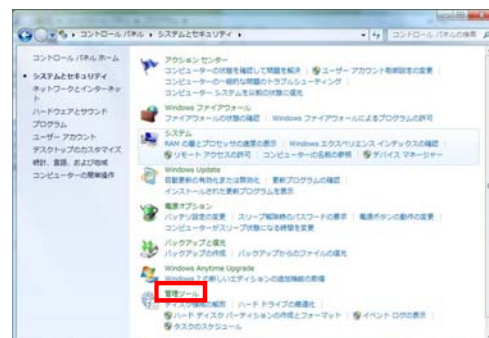 コントロール パネル ▸ システムとセキュリティ ▸
コントロール パネルの検索
コントロール パネル ホーム
システムとセキュリティ
ネットワークとインターネッ
ト
ハードウェアとサウンド
プログラム
ユーザー アカウント
デスクトップのカスタマイズ
時計、言語、および地域
コンピューターの簡単操作
アクション センター
コンピューターの状態を確認して問題を解決 | ユーザー アカウント制御設定の変更 |
コンピューターの一般的な問題のトラブルシューティング |
コンピューター システムを以前の状態に復元
Windows ファイアウォール
ファイアウォールの状態の確認 | Windows ファイアウォールによるプログラムの許可
システム
RAM の量とプロセッサの速度の表示 | Windows エクスペリエンス インデックスの確認 |
リモート アクセスの許可 | コンピューターの名前の参照 | デバイス マネージャー
Windows Update
自動更新の有効化または無効化 | 更新プログラムの確認 |
インストールされた更新プログラムを表示
電源オプション
バッテリ設定の変更 | スリープ解除時のパスワードの要求 | 電源ボタンの動作の変更 |
コンピューターがスリープ状態になる時間を変更
バックアップと復元
バックアップの作成 | バックアップからのファイルの復元
Windows Anytime Upgrade
Windows 7 の新しいエディションの追加機能の取得
管理ツール
ディスク領域の解放 | ハード ドライブの最適化 |
ハード ディスク パーティションの作成とフォーマット | イベント ログの表示 |
タスクのスケジュール